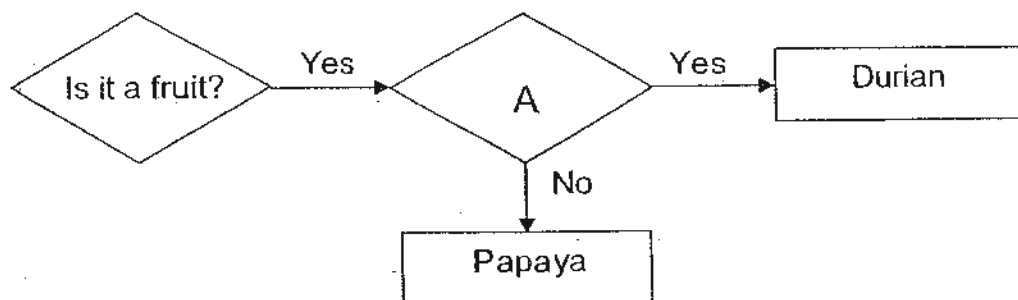 Is it a fruit?
Yes
A
Yes
Durian
No
Papaya